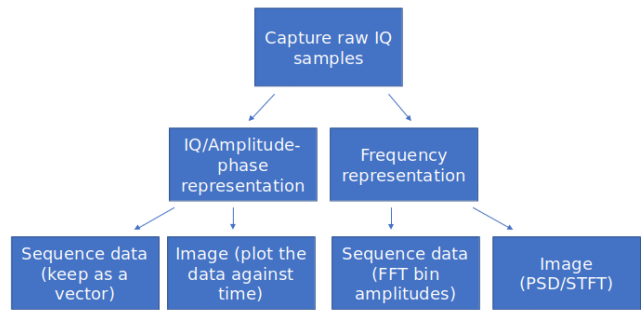 Capture raw IQ
samples
IQ/Amplitude-
phase
representation
Frequency
representation
Sequence data
(keep as a
vector)
Image (plot the
data against
time)
Sequence data
(FFT bin
amplitudes)
Image
(PSD/STFT)